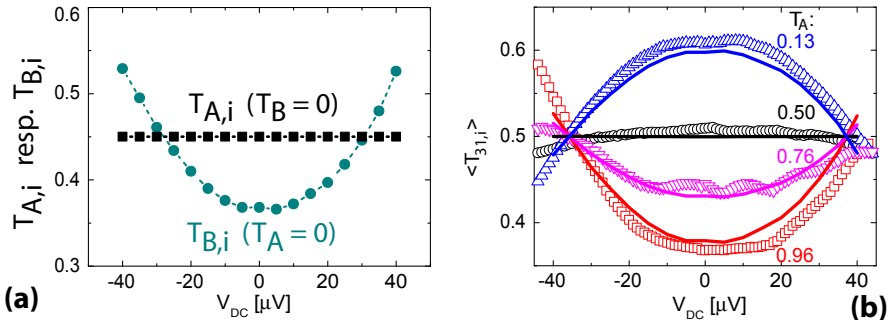 T_A,i resp. T_B,i
0.5
0.4
0.3
T_A,i (T_B = 0)
T_B,i (T_A = 0)
-40 -20 0 20 40
V_DC [µV]
(a)
<T_31,i>
0.6
0.5
0.4
T_A:
0.13
0.50
0.76
0.96
-40 -20 0 20 40
V_DC [µV]
(b)